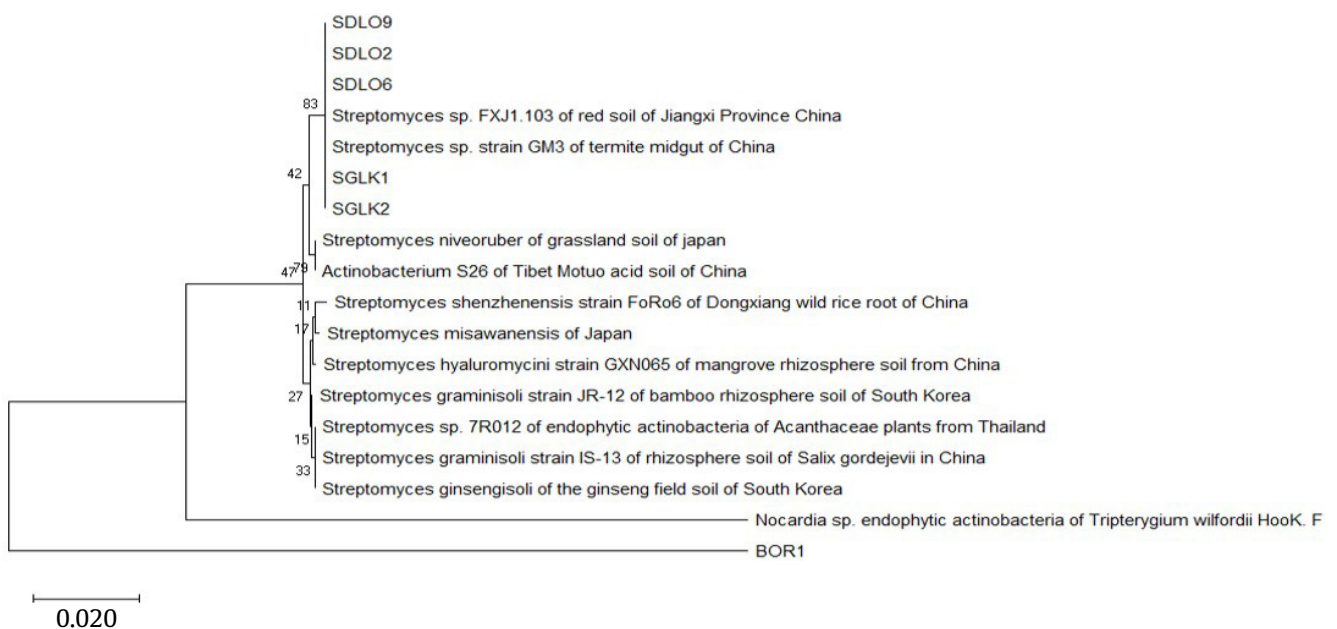 SDLO9
SDLO2
SDLO6
83
Streptomyces sp. FXJ1.103 of red soil of Jiangxi Province China
Streptomyces sp. strain GM3 of termite midgut of China
42
SGLK1
SGLK2
Streptomyces niveoruber of grassland soil of japan
47
79
Actinobacterium S26 of Tibet Motuo acid soil of China
11
Streptomyces shenzhenensis strain FoRo6 of Dongxiang wild rice root of China
17
Streptomyces misawanensis of Japan
Streptomyces hyaluromycini strain GXN065 of mangrove rhizosphere soil from China
27
Streptomyces graminisoli strain JR-12 of bamboo rhizosphere soil of South Korea
Streptomyces sp. 7R012 of endophytic actinobacteria of Acanthaceae plants from Thailand
15
Streptomyces graminisoli strain IS-13 of rhizosphere soil of Salix gordejevii in China
33
Streptomyces ginsengisoli of the ginseng field soil of South Korea
Nocardia sp. endophytic actinobacteria of Tripterygium wilfordii HooK. F
BOR1
0.020